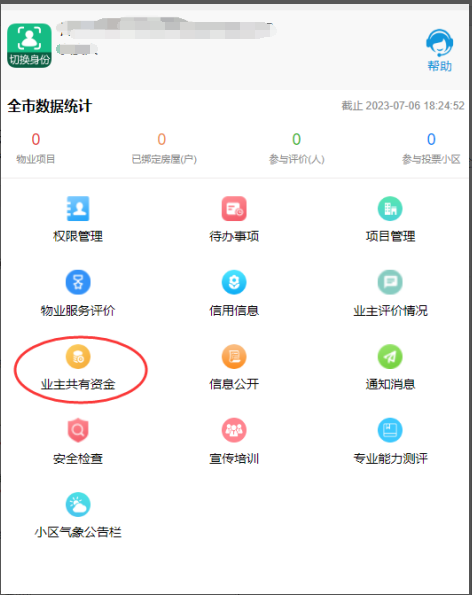 切换身份
帮助
全市数据统计 截止 2023-07-06 18:24:52
0 0 0 0
物业项目 已绑定房屋(户) 参与评价(人) 参与投票小区
权限管理 待办事项 项目管理
物业服务评价 信用信息 业主评价情况
业主共有资金 信息公开 通知消息
安全检查 宣传培训 专业能力测评
小区气象公告栏